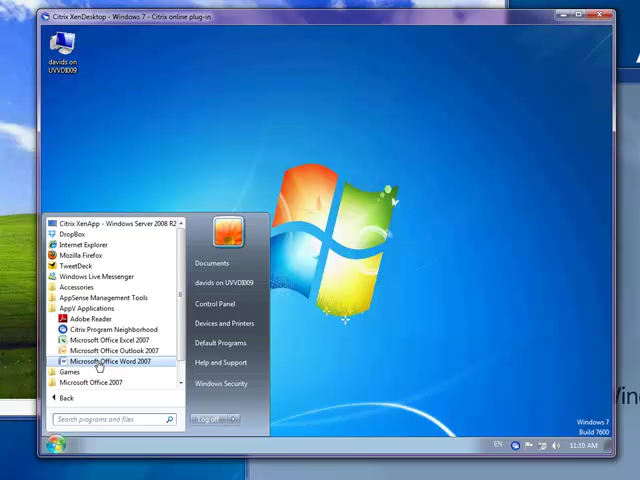 Citrix XenDesktop - Windows 7 - Citrix online plug-in
davids on
UVVDI009
Citrix XenApp - Windows Server 2008 R2
DropBox
Internet Explorer
Mozilla Firefox
TweetDeck
Windows Live Messenger
Accessories
AppSense Management Tools
AppV Applications
Adobe Reader
Citrix Program Neighborhood
Microsoft Office Excel 2007
Microsoft Office Outlook 2007
Microsoft Office Word 2007
Games
Microsoft Office 2007
Back
Search programs and files
Documents
davids on UVVDI009
Control Panel
Devices and Printers
Default Programs
Help and Support
Windows Security
Log off
Windows 7
Build 7600
EN
11:19 AM